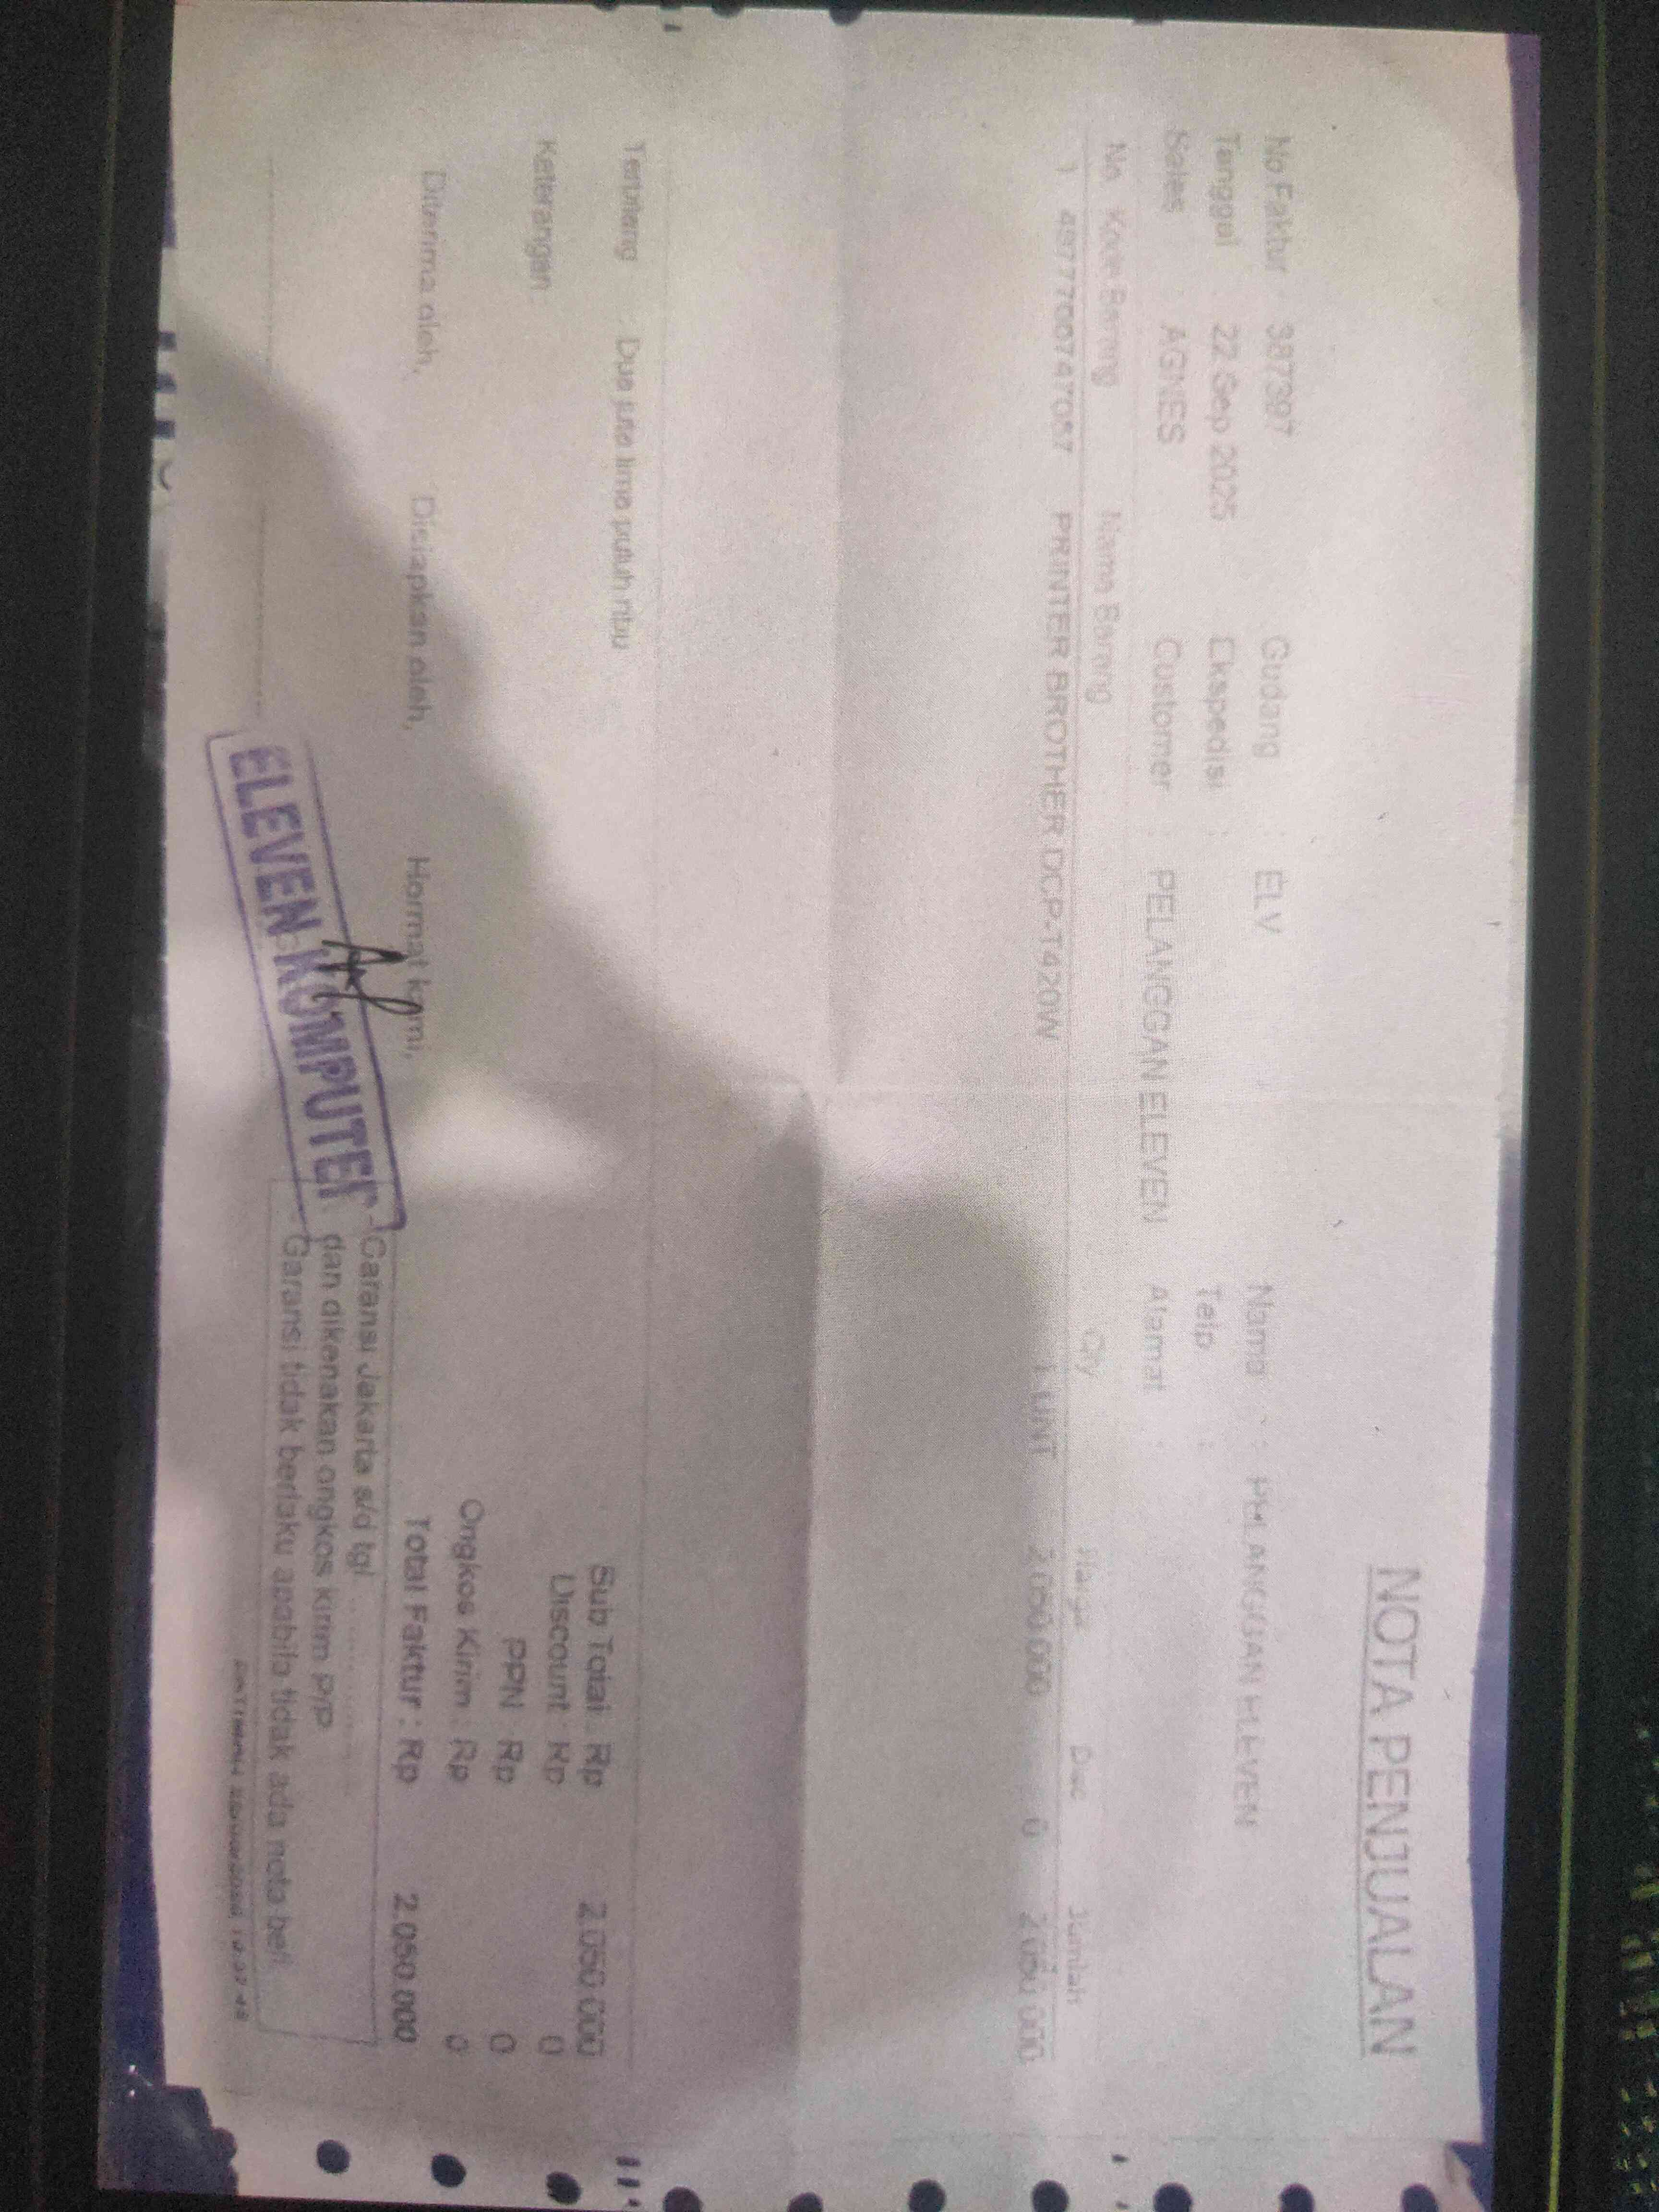 NOTA PENJUALAN
No Faktur : 387397 Gudang : ELV Nama : PELANGGAN ELEVEN
Tanggal : 22 Sep 2025 Ekspedisi : Telp :
Sales : AGNES Customer : PELANGGAN ELEVEN Alamat :
No. Kode Barang Nama Barang Qty Harga Disc Jumlah
1 4977766747067 PRINTER BROTHER DCP-T420W 1 UNT 2.050.000 0 2.050.000
Terbilang : Dua juta lima puluh ribu
Sub Total : Rp 2.050.000
Discount : Rp 0
Keterangan :
PPN : Rp 0
Ongkos Kirim : Rp 0
Diterima oleh, Disiapkan oleh, Hormat kami, Total Faktur : Rp 2.050.000
- Garansi Jakarta s/d tgl
dan dikenakan ongkos kirim P/P
- Garansi tidak berlaku apabila tidak ada nota beli
ELEVEN KOMPUTER